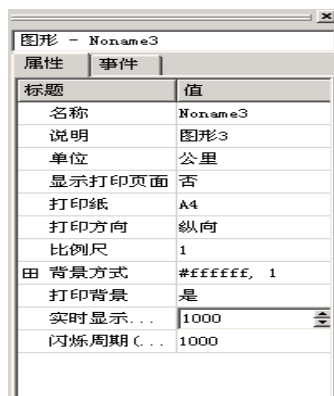 图形 - Noname3
属性 事件
标题 值
名称 Noname3
说明 图形3
单位 公里
显示打印页面 否
打印纸 A4
打印方向 纵向
比例尺 1
背景方式 #ffffff, 1
打印背景 是
实时显示... 1000
闪烁周期(... 1000